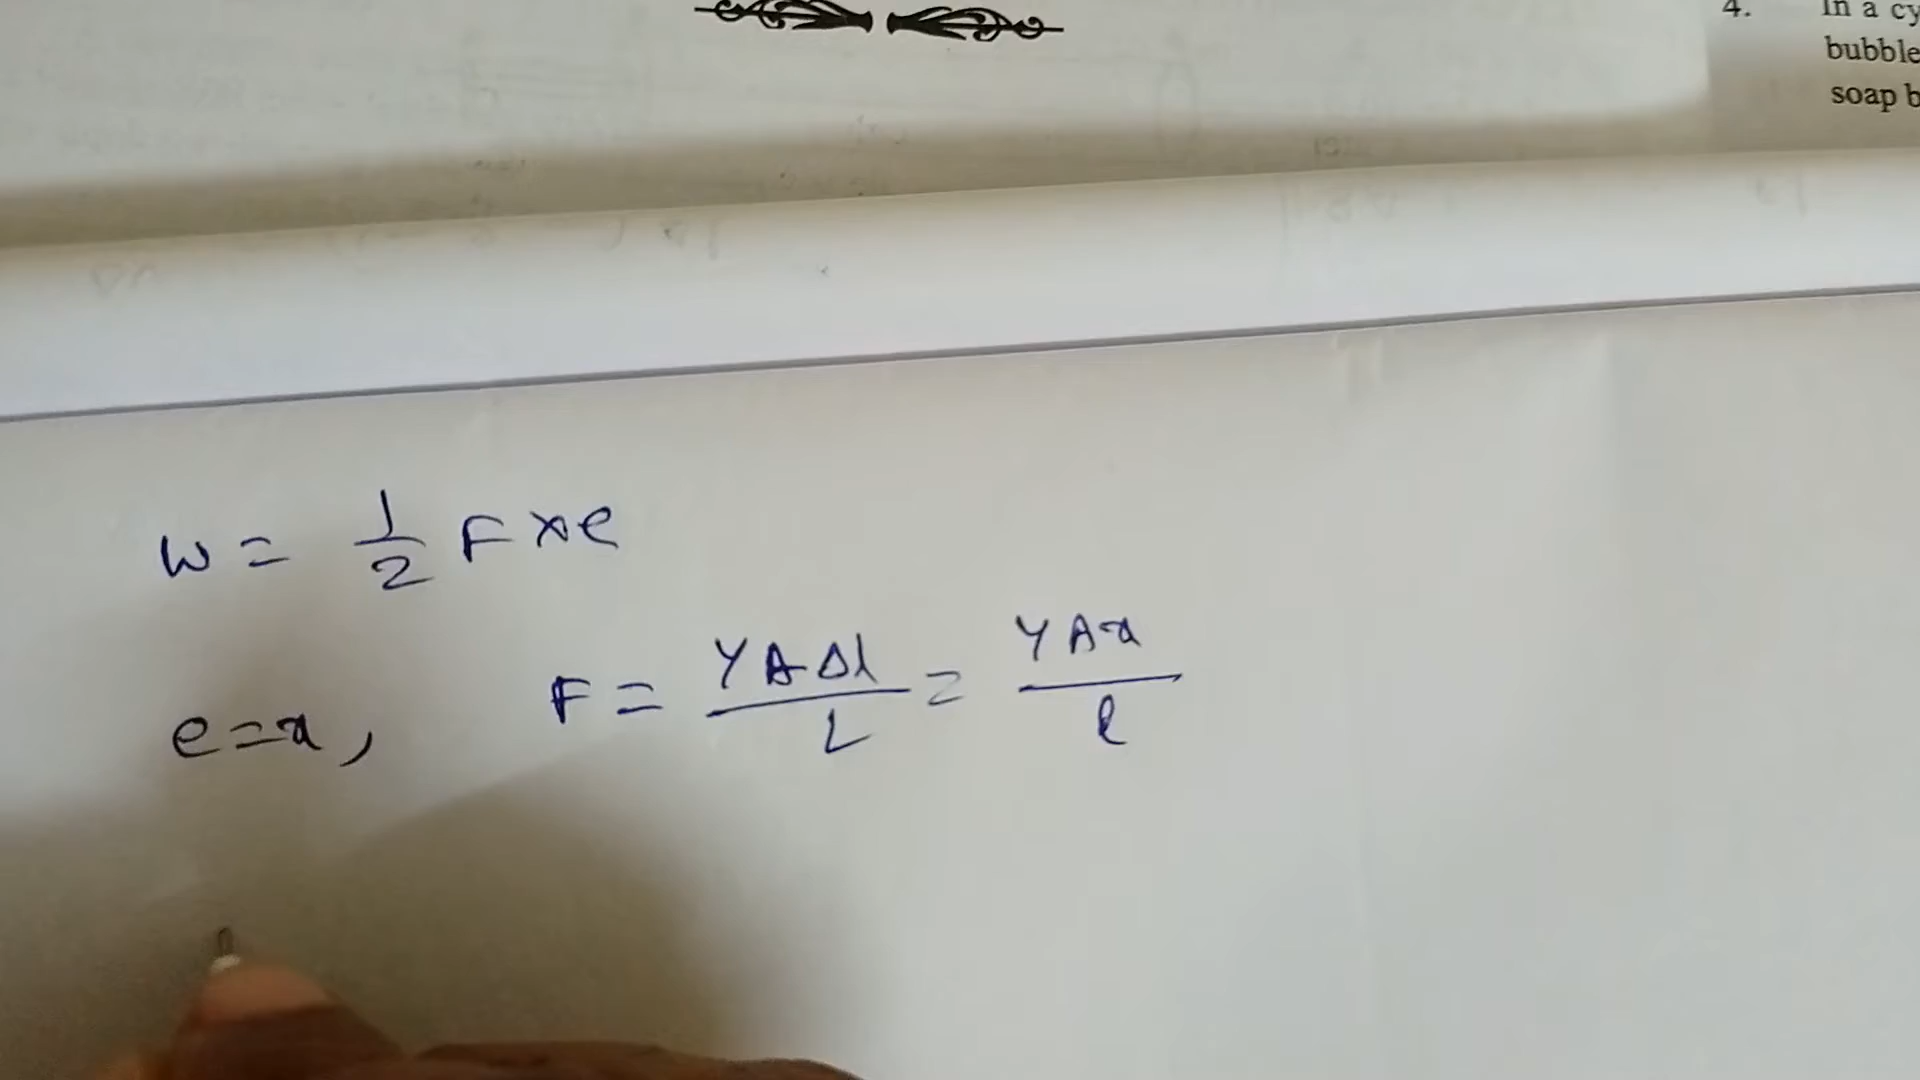 4. In a cy
bubble
soap b
W = 1/2 F × e
e = x, F = YAΔl/L = YAx/l